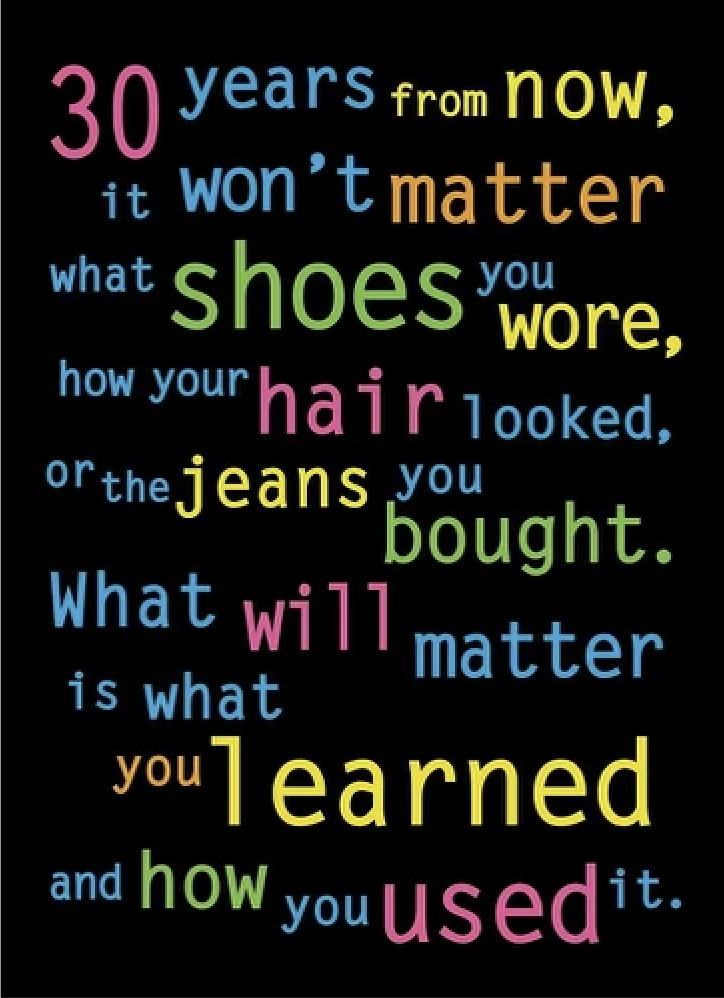 30 years from now,
it won't matter
what shoes you
wore,
how your hair looked,
or the jeans you
bought.
What will matter
is what
you learned
and how you used it.